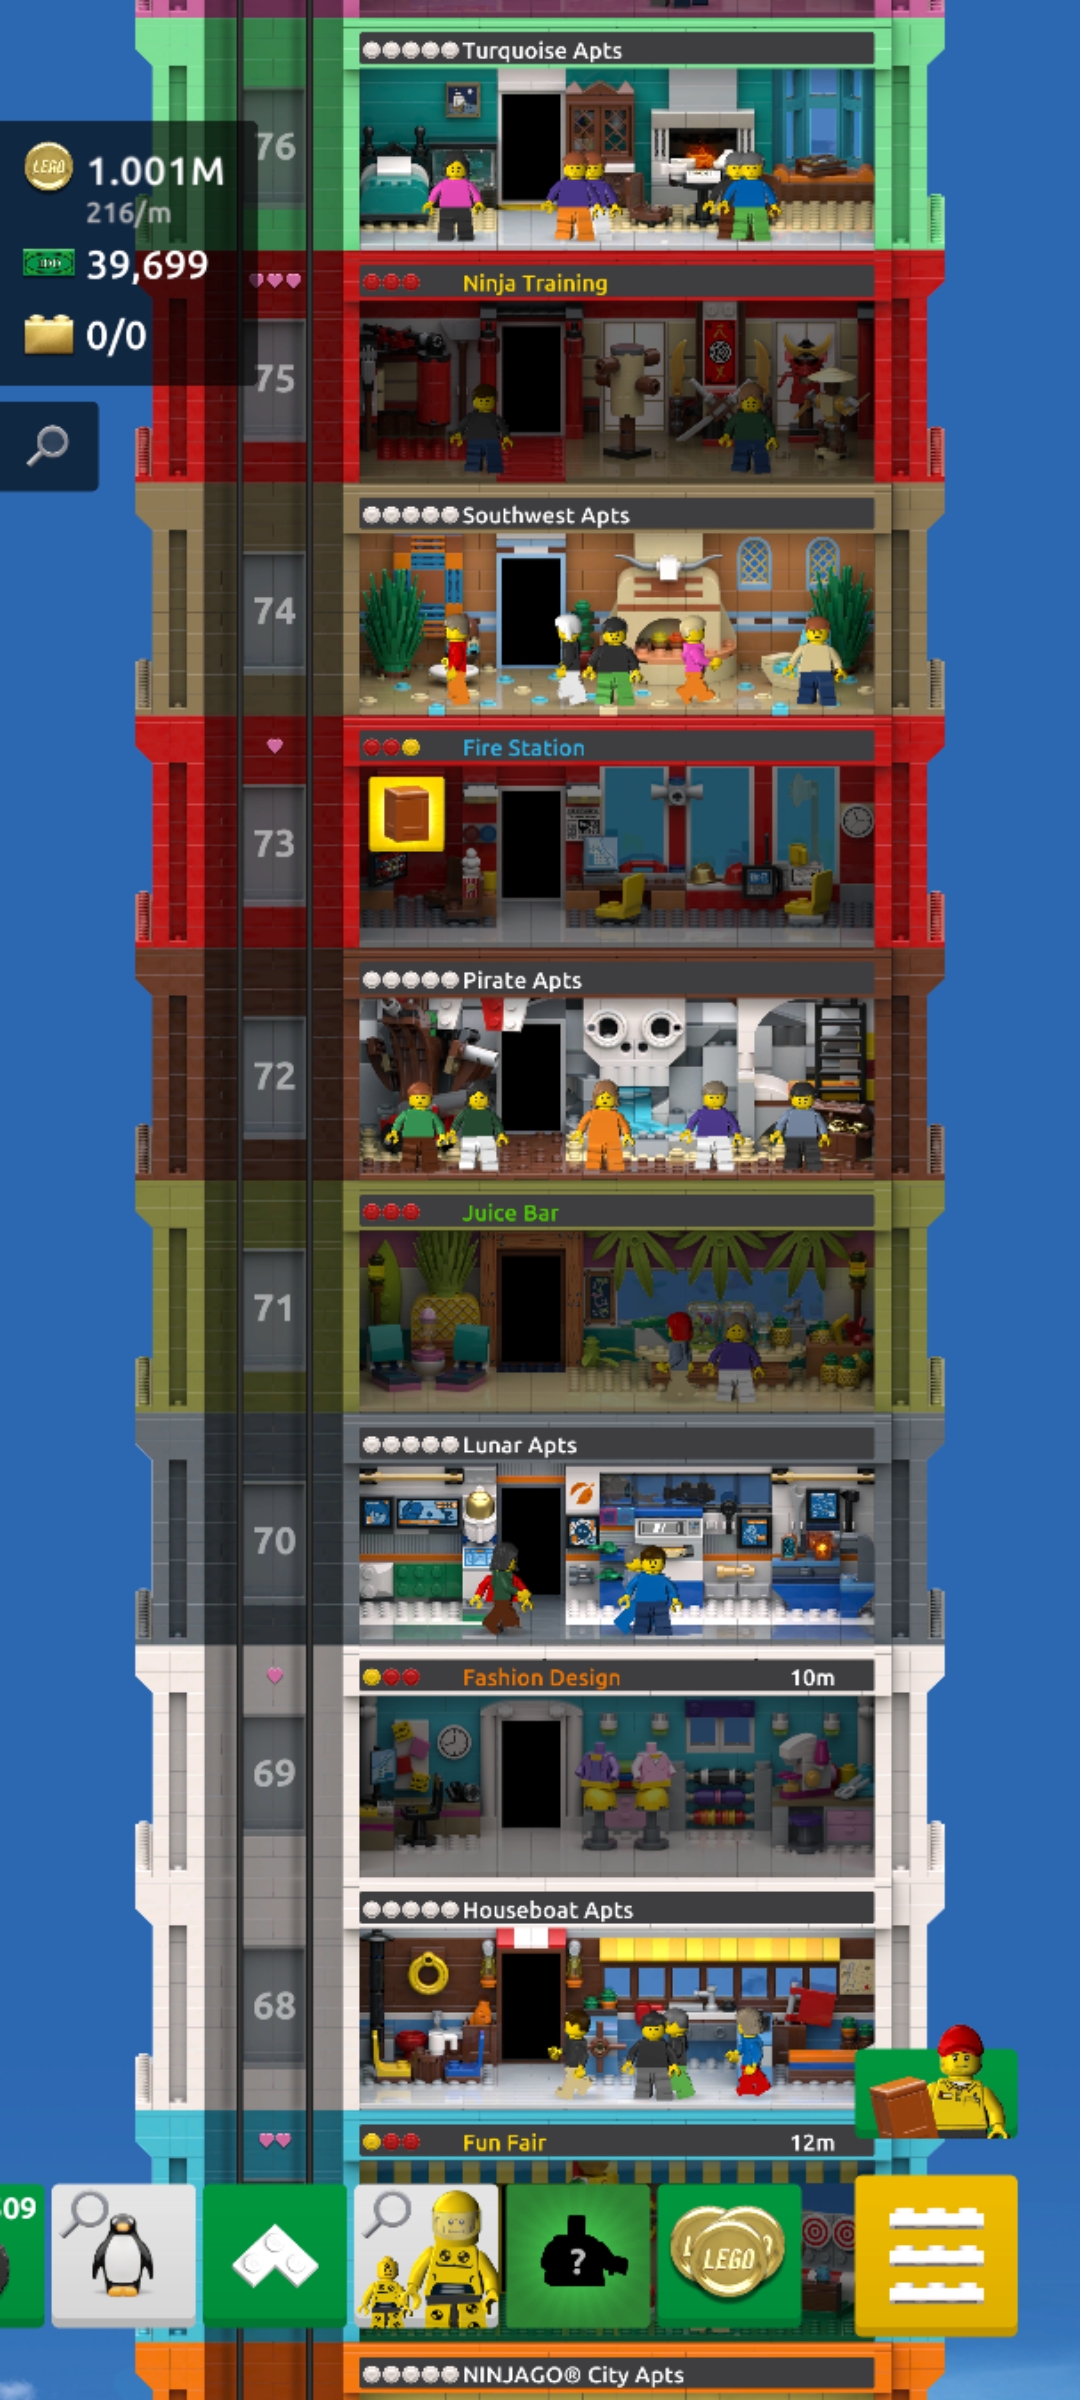 Turquoise Apts
76
LEGO 1.001M
216/m
39,699
0/0
Ninja Training
75
Southwest Apts
74
Fire Station
73
Pirate Apts
72
Juice Bar
71
Lunar Apts
70
Fashion Design 10m
69
Houseboat Apts
68
Fun Fair 12m
?
LEGO
NINJAGO® City Apts